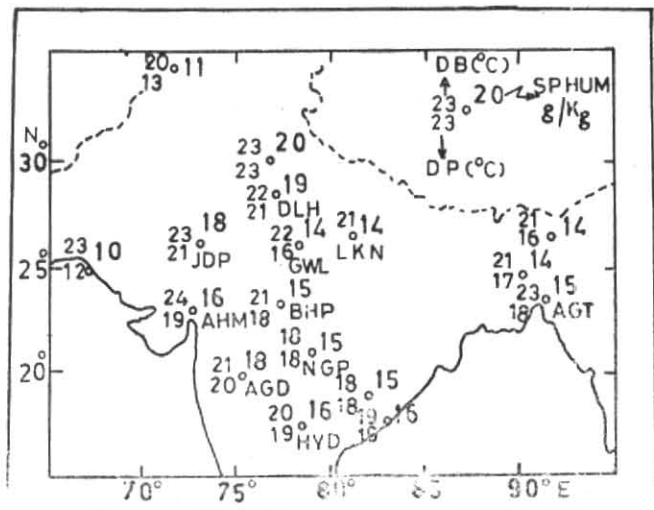 DB(°C)
20 11
13
20 SPHUM
23 g/Kg
23
DP(°C)
N°
30
23 20
23
22 19
21 DLH
23 18
21 JDP
22 14
16 GWL
21 14
LKN
21 14
16
23 10
12
25°
21 14
17
23 15
18 AGT
24 16
19 AHM
21 15
18 BHP
18 15
18 NGP
20°
21 18
20 AGD
18 15
18
20 16
19 HYD
19 16
70° 75° 80° 85° 90° E